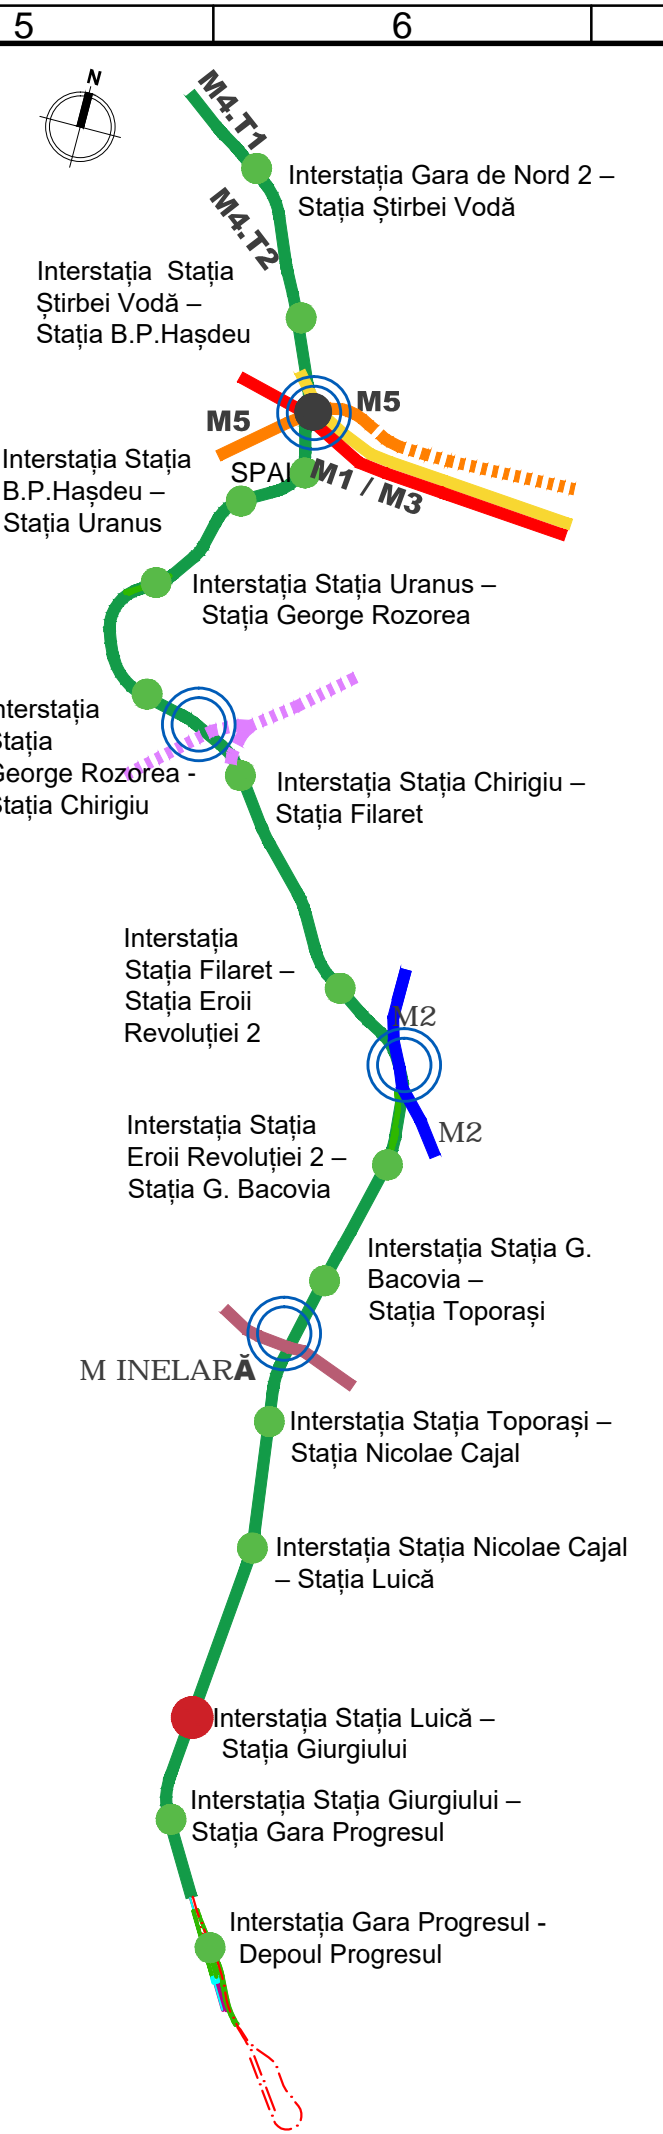 5
6
N
M4.T1
Interstația Gara de Nord 2 –
Stația Știrbei Vodă
M4.T2
Interstația Stația
Știrbei Vodă –
Stația B.P.Hașdeu
M5
M5
Interstația Stația
B.P.Hașdeu –
Stația Uranus
SPAI
M1 / M3
Interstația Stația Uranus –
Stația George Rozorea
nterstația
Stația
George Rozorea -
Stația Chirigiu
Interstația Stația Chirigiu –
Stația Filaret
Interstația
Stația Filaret –
Stația Eroii
Revoluției 2
M2
Interstația Stația
Eroii Revoluției 2 –
Stația G. Bacovia
M2
Interstația Stația G.
Bacovia –
Stația Toporași
M INELARĂ
Interstația Stația Toporași –
Stația Nicolae Cajal
Interstația Stația Nicolae Cajal
– Stația Luică
Interstația Stația Luică –
Stația Giurgiului
Interstația Stația Giurgiului –
Stația Gara Progresul
Interstația Gara Progresul -
Depoul Progresul